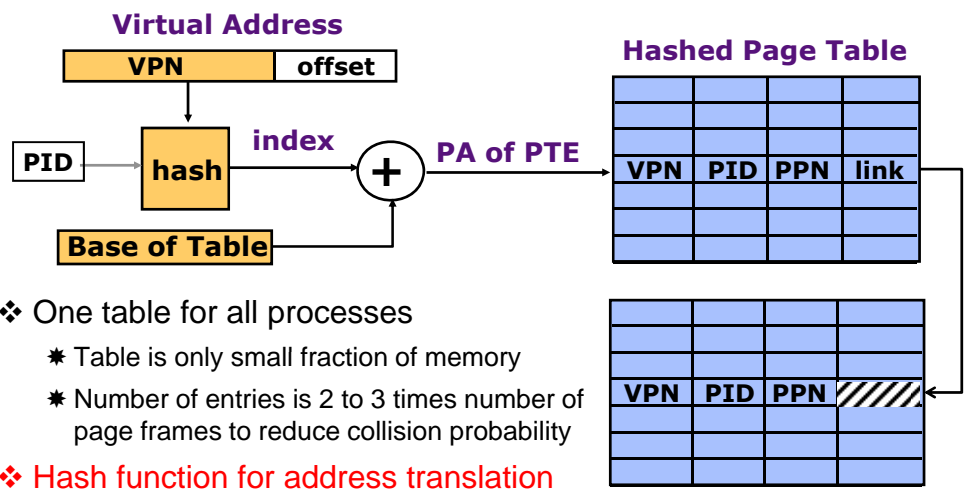 Virtual Address
VPN offset
Hashed Page Table
PID
hash
index
+
PA of PTE
VPN PID PPN link
Base of Table
❖ One table for all processes
✷ Table is only small fraction of memory
✷ Number of entries is 2 to 3 times number of
page frames to reduce collision probability
VPN PID PPN
❖ Hash function for address translation